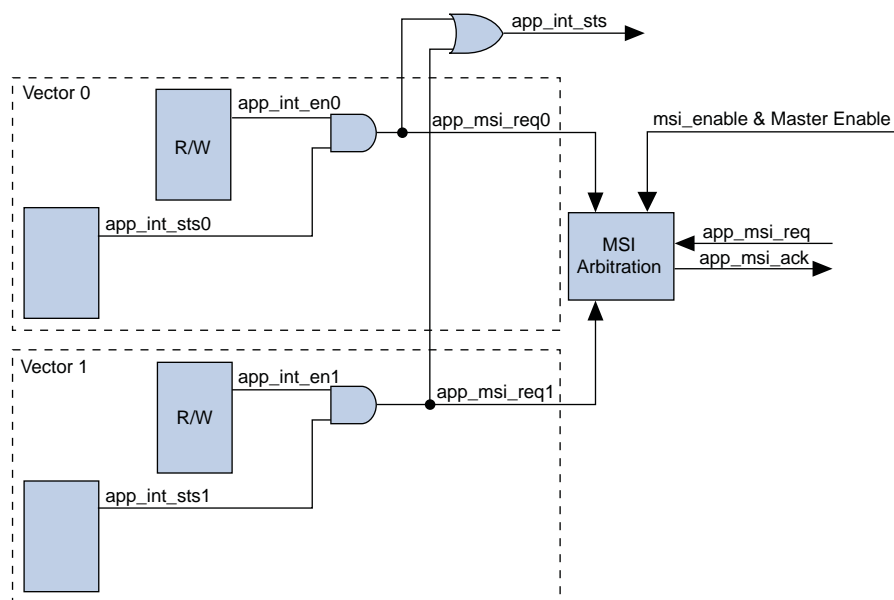 app_int_sts
Vector 0
app_int_en0
R/W
app_msi_req0
msi_enable & Master Enable
app_int_sts0
MSI
Arbitration
app_msi_req
app_msi_ack
Vector 1
app_int_en1
R/W
app_msi_req1
app_int_sts1